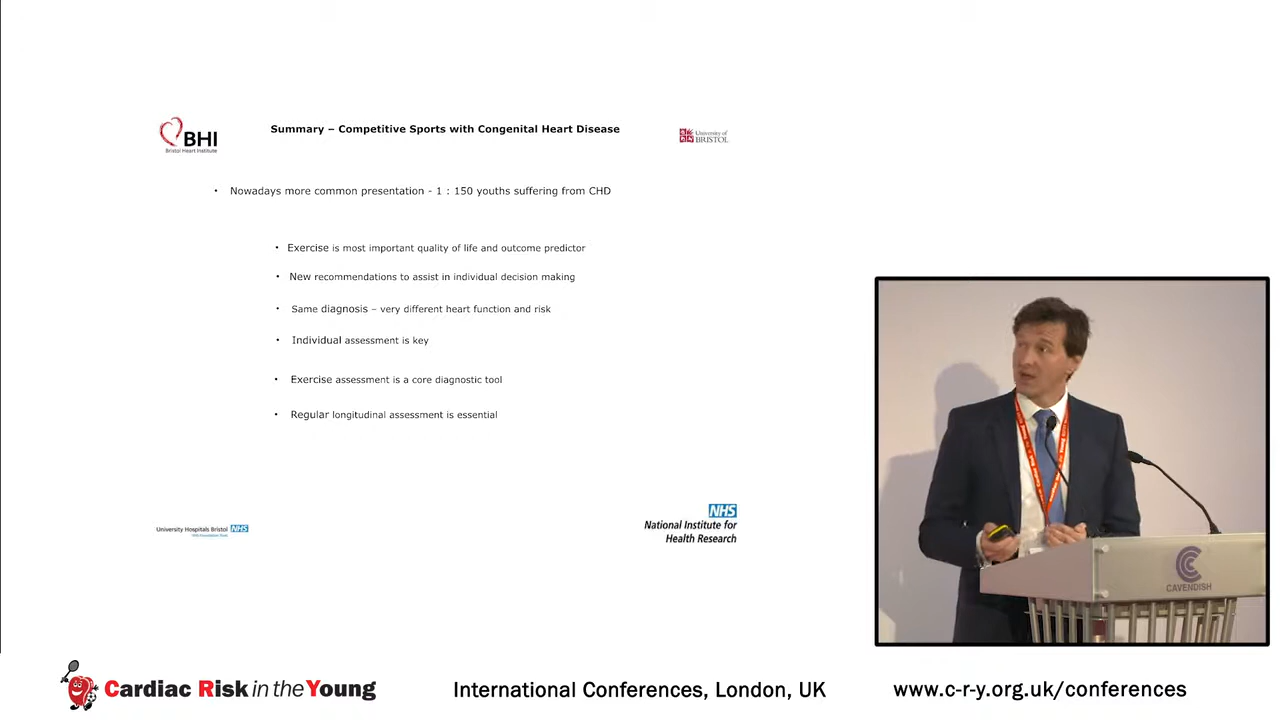 BHI
Bristol Heart Institute
Summary – Competitive Sports with Congenital Heart Disease
University of
BRISTOL
• Nowadays more common presentation - 1 : 150 youths suffering from CHD
• Exercise is most important quality of life and outcome predictor
• New recommendations to assist in individual decision making
• Same diagnosis – very different heart function and risk
• Individual assessment is key
• Exercise assessment is a core diagnostic tool
• Regular longitudinal assessment is essential
University Hospitals Bristol NHS
NHS Foundation Trust
NHS
National Institute for
Health Research
CAVENDISH
Cardiac Risk in the Young
International Conferences, London, UK
www.c-r-y.org.uk/conferences